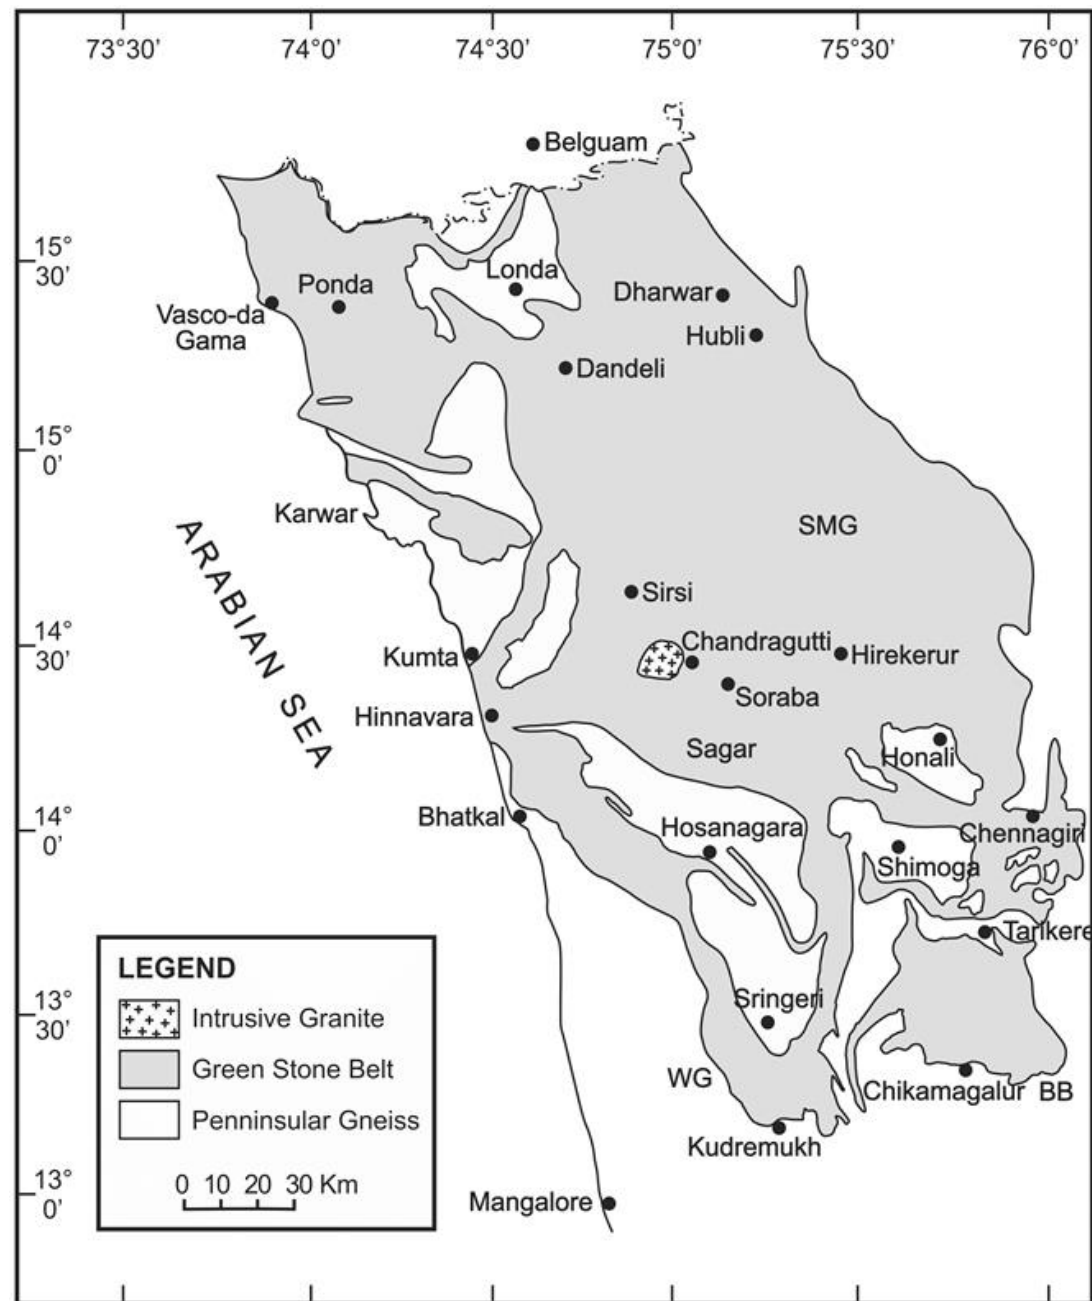 73°30’ 74°0’ 74°30’ 75°0’ 75°30’ 76°0’
Belguam
15°
30’
Londa
Ponda
Dharwar
Vasco-da
Gama
Hubli
Dandeli
15°
0’
Karwar
SMG
ARABIAN SEA
Sirsi
14°
30’
Chandragutti
Kumta
Hirekerur
Soraba
Hinnavara
Sagar
Honali
14°
0’
Bhatkal
Hosanagara
Chennagiri
Shimoga
Tarikere
LEGEND
Intrusive Granite
Green Stone Belt
Penninsular Gneiss
0 10 20 30 Km
13°
30’
Sringeri
WG
Chikamagalur BB
Kudremukh
13°
0’
Mangalore